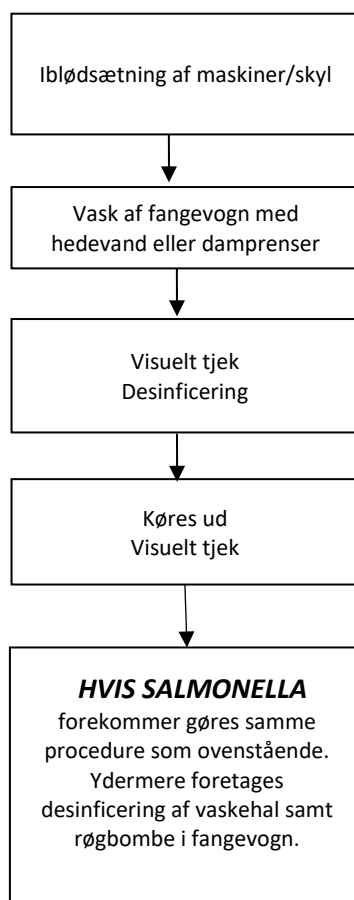 Iblødsætning af maskiner/skyl
Vask af fangevogn med
hedevand eller damprenser
Visuelt tjek
Desinficering
Køres ud
Visuelt tjek
HVIS SALMONELLA
forekommer gøres samme
procedure som ovenstående.
Ydermere foretages
desinficering af vaskehal samt
røgbombe i fangevogn.